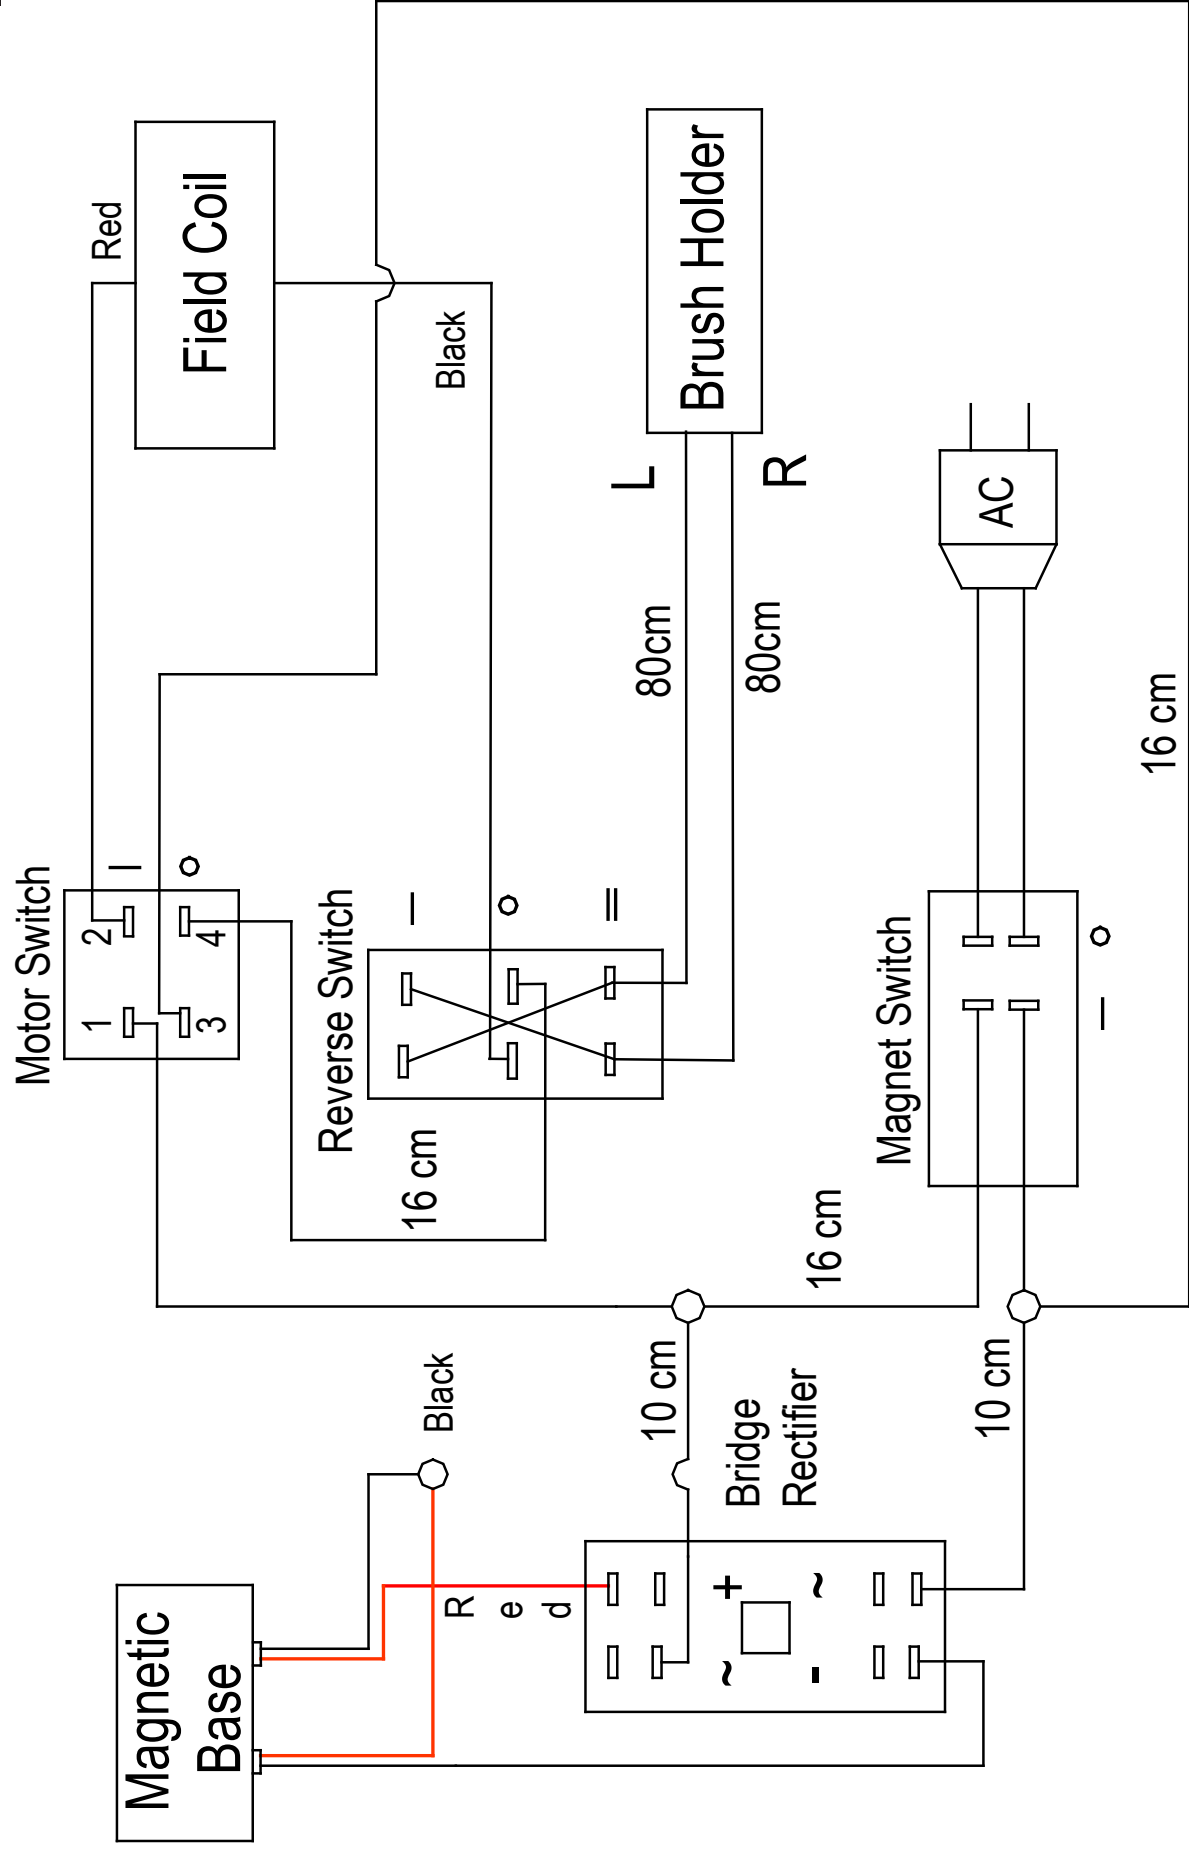 Magnetic
Base
Black
Red
Bridge
Rectifier
~
+
-
~
10 cm
10 cm
Motor Switch
1
2
3
4
I
O
Reverse Switch
I
O
II
16 cm
Magnet Switch
I
O
16 cm
16 cm
Red
Field Coil
Black
Brush Holder
L
R
80cm
80cm
AC